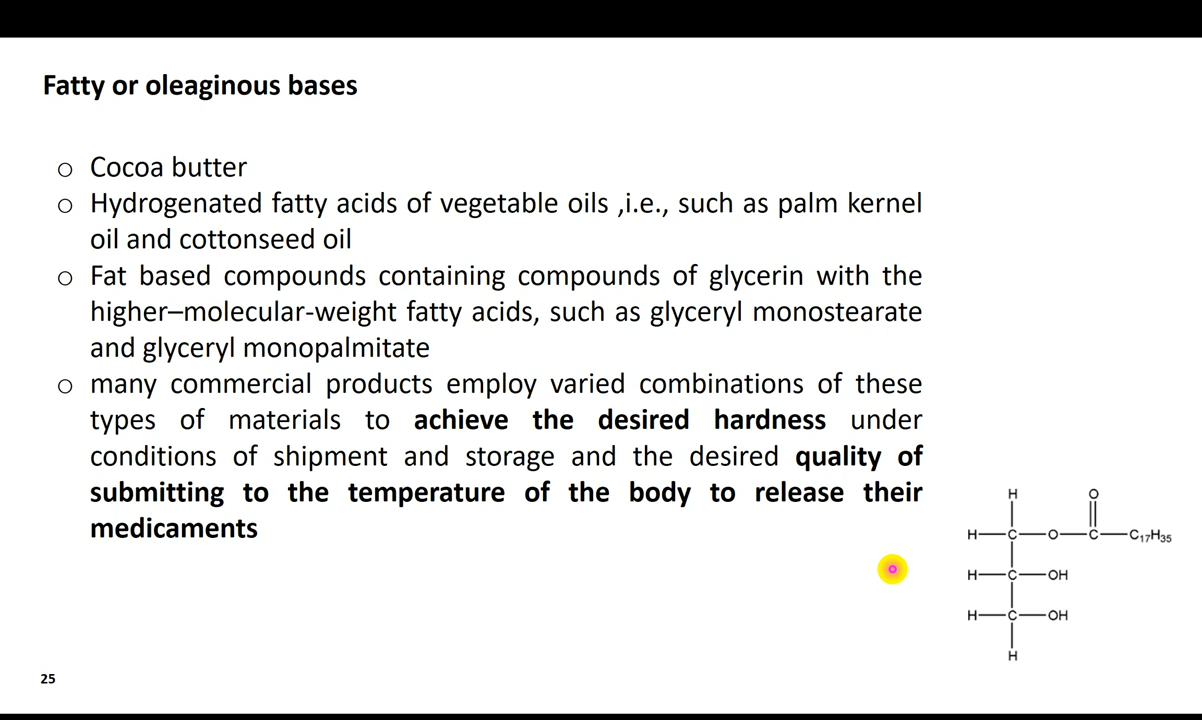 Fatty or oleaginous bases
o Cocoa butter
o Hydrogenated fatty acids of vegetable oils ,i.e., such as palm kernel
oil and cottonseed oil
o Fat based compounds containing compounds of glycerin with the
higher–molecular-weight fatty acids, such as glyceryl monostearate
and glyceryl monopalmitate
o many commercial products employ varied combinations of these
types of materials to achieve the desired hardness under
conditions of shipment and storage and the desired quality of
submitting to the temperature of the body to release their
medicaments
H O
H—C—O—C—C₁₇H₃₅
H—C—OH
H—C—OH
H
25